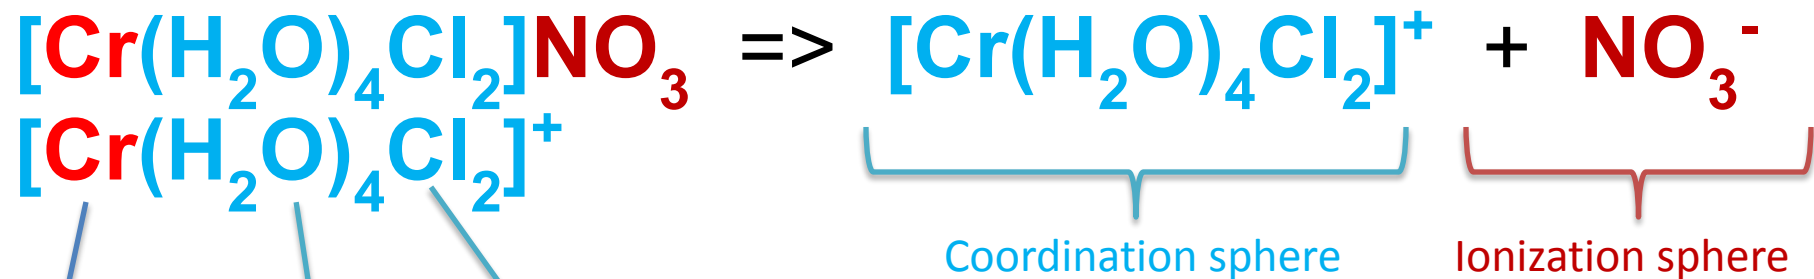 [Cr(H₂O)₄Cl₂]NO₃ => [Cr(H₂O)₄Cl₂]⁺ + NO₃⁻
[Cr(H₂O)₄Cl₂]⁺
Coordination sphere Ionization sphere